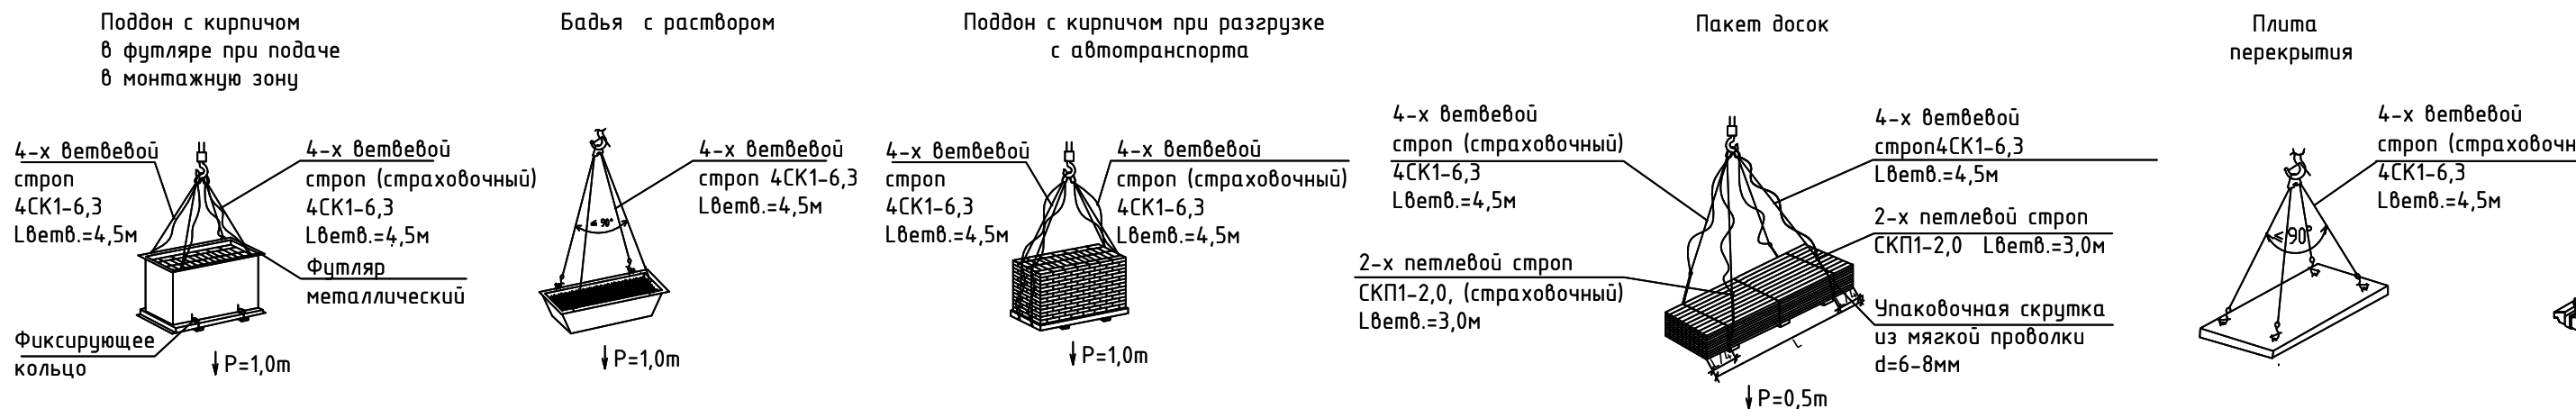 Поддон с кирпичом
в футляре при подаче
в монтажную зону
4-х ветвевой
строп
4СК1-6,3
Lветв.=4,5м
4-х ветвевой
строп (страховочный)
4СК1-6,3
Lветв.=4,5м
Футляр
металлический
Фиксирующее
кольцо
P=1,0т
Бадья с раствором
4-х ветвевой
строп 4СК1-6,3
Lветв.=4,5м
≤ 90°
P=1,0т
Поддон с кирпичом при разгрузке
с автотранспорта
4-х ветвевой
строп
4СК1-6,3
Lветв.=4,5м
4-х ветвевой
строп (страховочный)
4СК1-6,3
Lветв.=4,5м
P=1,0т
Пакет досок
4-х ветвевой
строп (страховочный)
4СК1-6,3
Lветв.=4,5м
2-х петлевой строп
СКП1-2,0, (страховочный)
Lветв.=3,0м
4-х ветвевой
строп4СК1-6,3
Lветв.=4,5м
2-х петлевой строп
СКП1-2,0 Lветв.=3,0м
Упаковочная скрутка
из мягкой проволки
d=6-8мм
L
P=0,5т
Плита
перекрытия
4-х ветвевой
строп (страховочн
4СК1-6,3
Lветв.=4,5м
≤90°